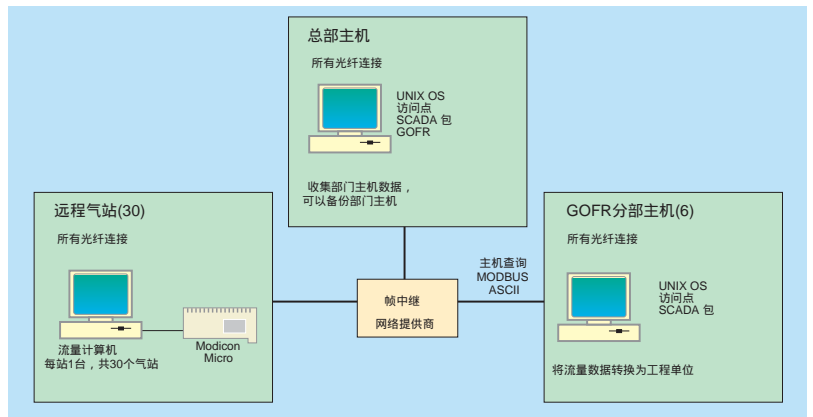 总部主机
所有光纤连接
UNIX OS
访问点
SCADA 包
GOFR
收集部门主机数据，
可以备份部门主机
远程气站(30)
所有光纤连接
流量计算机
每站1台，共30个气站
Modicon
Micro
帧中继
网络提供商
主机查询
MODBUS
ASCII
GOFR分部主机(6)
所有光纤连接
UNIX OS
访问点
SCADA 包
将流量数据转换为工程单位